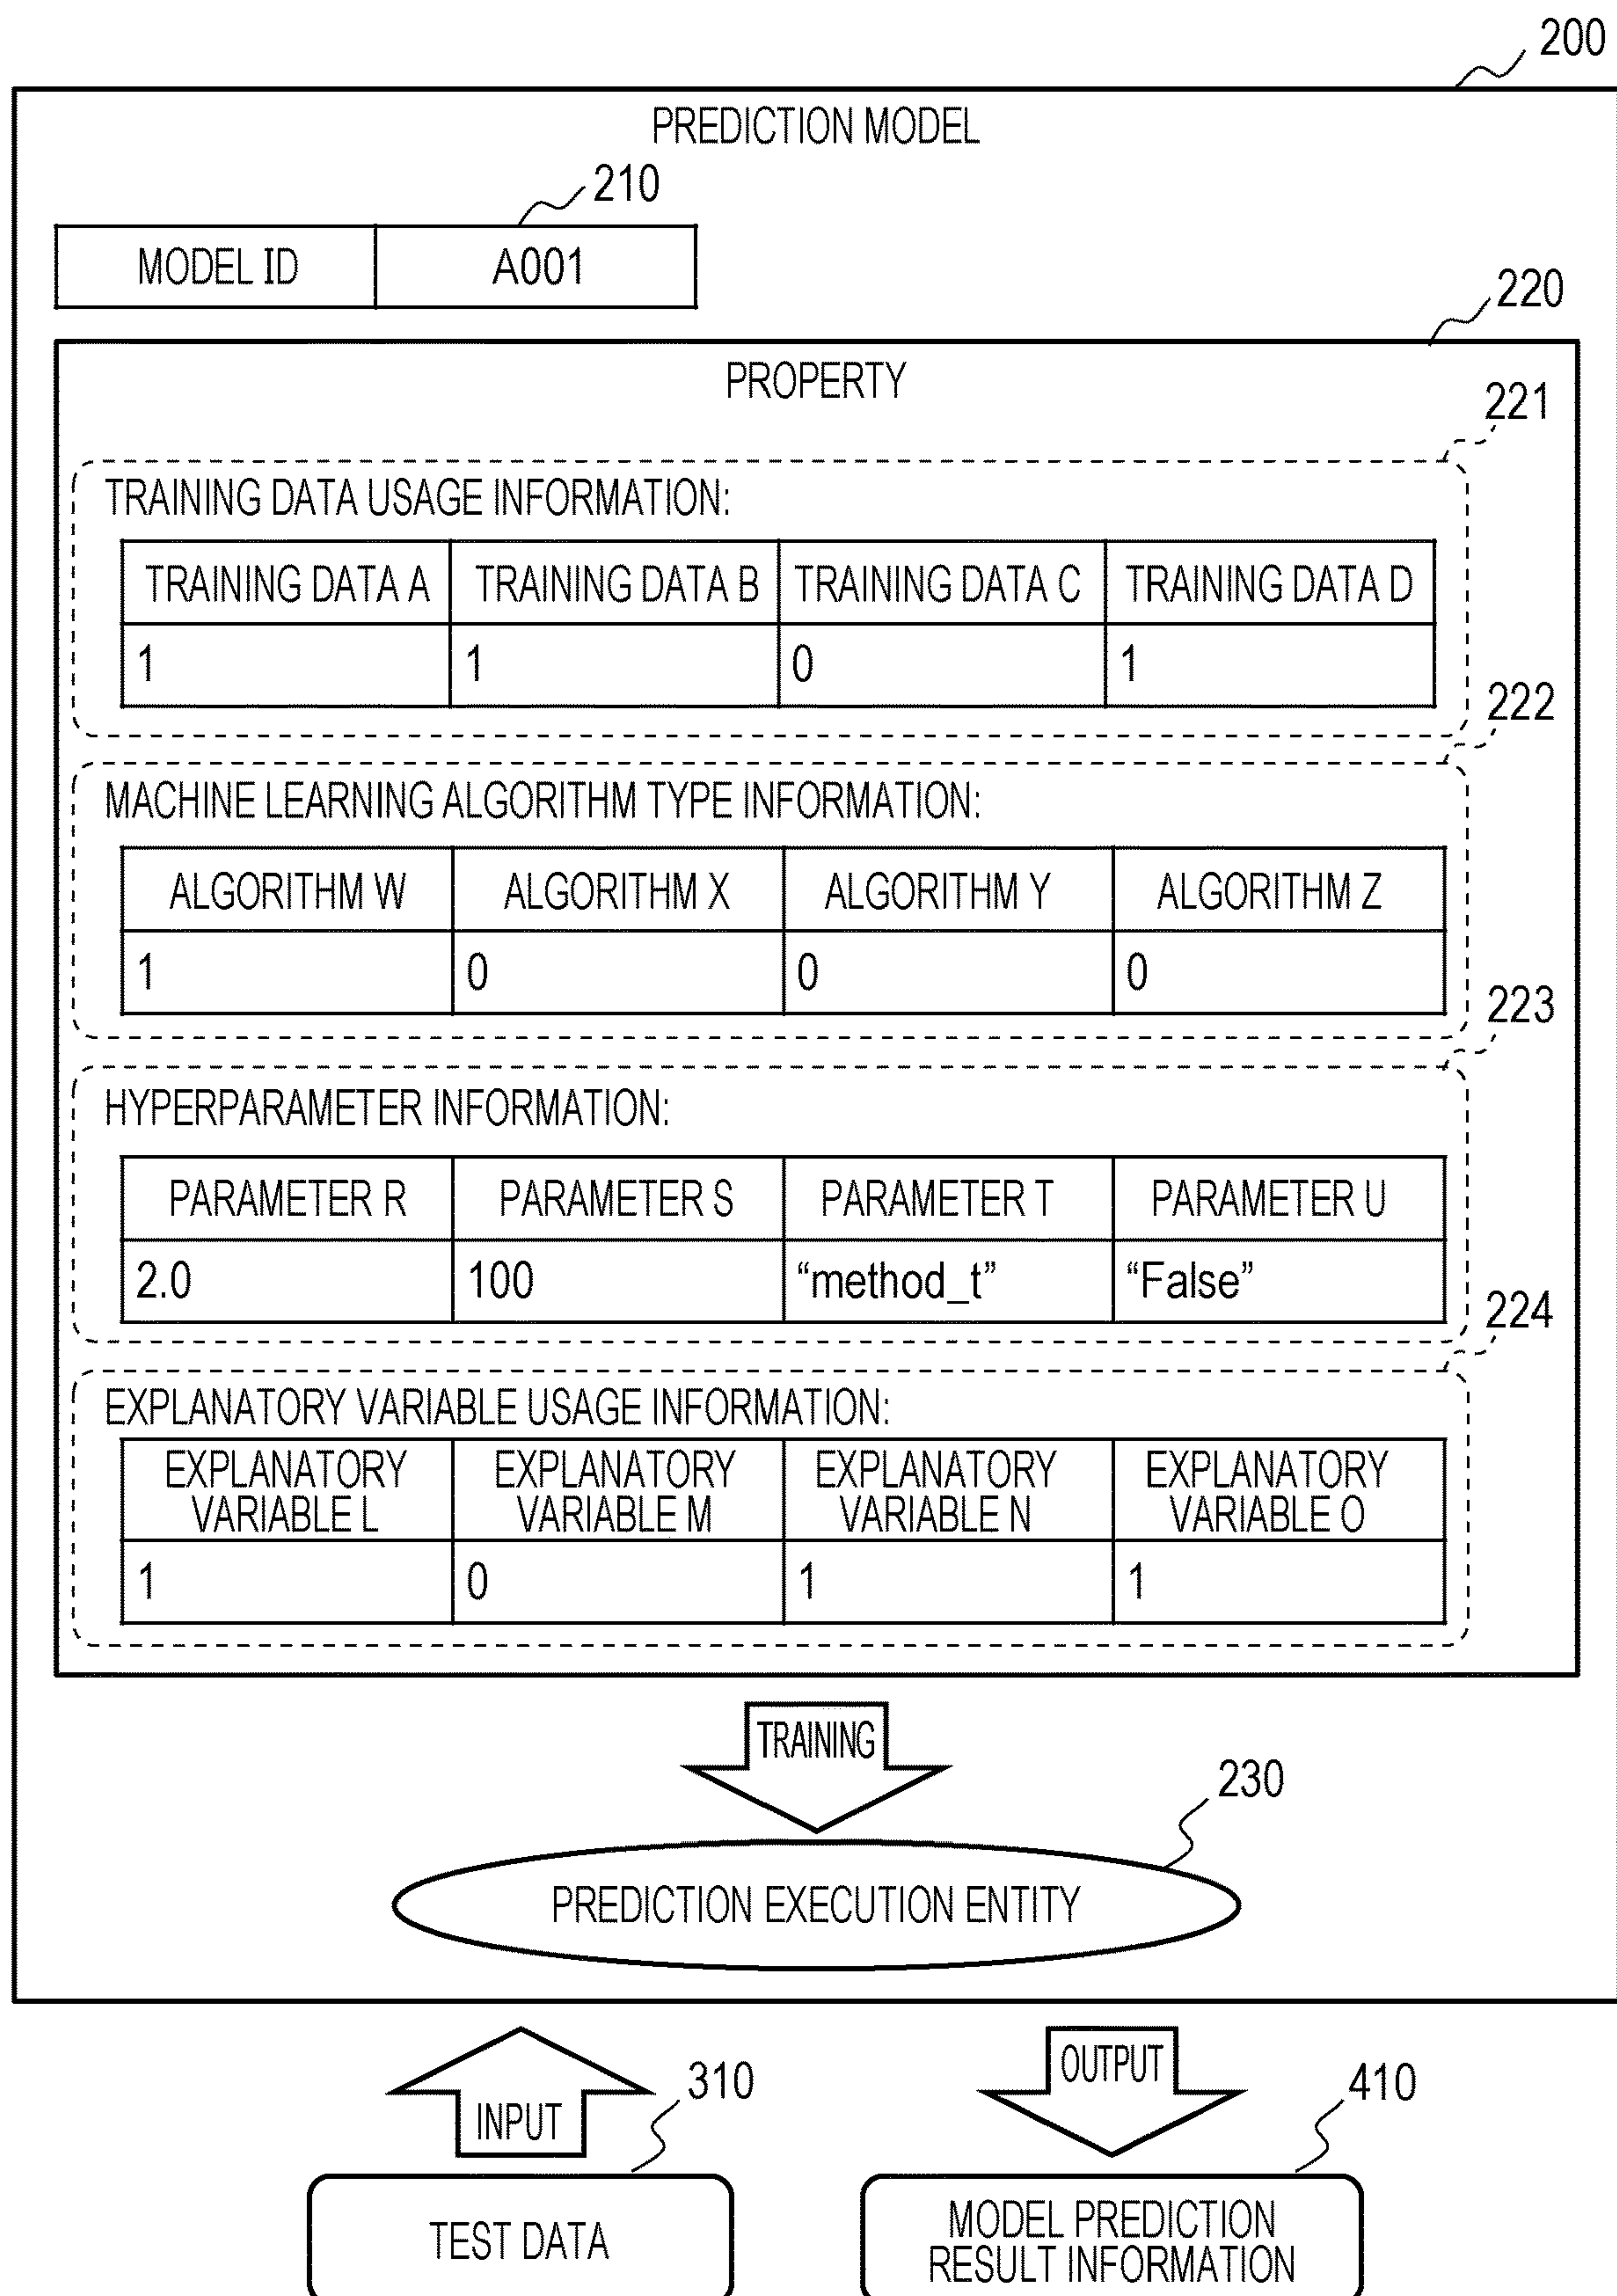 200
PREDICTION MODEL
210
MODEL ID A001
220
PROPERTY
221
TRAINING DATA USAGE INFORMATION:
TRAINING DATA A TRAINING DATA B TRAINING DATA C TRAINING DATA D
1 1 0 1
222
MACHINE LEARNING ALGORITHM TYPE INFORMATION:
ALGORITHM W ALGORITHM X ALGORITHM Y ALGORITHM Z
1 0 0 0
223
HYPERPARAMETER INFORMATION:
PARAMETER R PARAMETER S PARAMETER T PARAMETER U
2.0 100 “method_t” “False”
224
EXPLANATORY VARIABLE USAGE INFORMATION:
EXPLANATORY EXPLANATORY EXPLANATORY EXPLANATORY
VARIABLE L VARIABLE M VARIABLE N VARIABLE O
1 0 1 1
TRAINING
230
PREDICTION EXECUTION ENTITY
INPUT
310
OUTPUT
410
TEST DATA
MODEL PREDICTION
RESULT INFORMATION